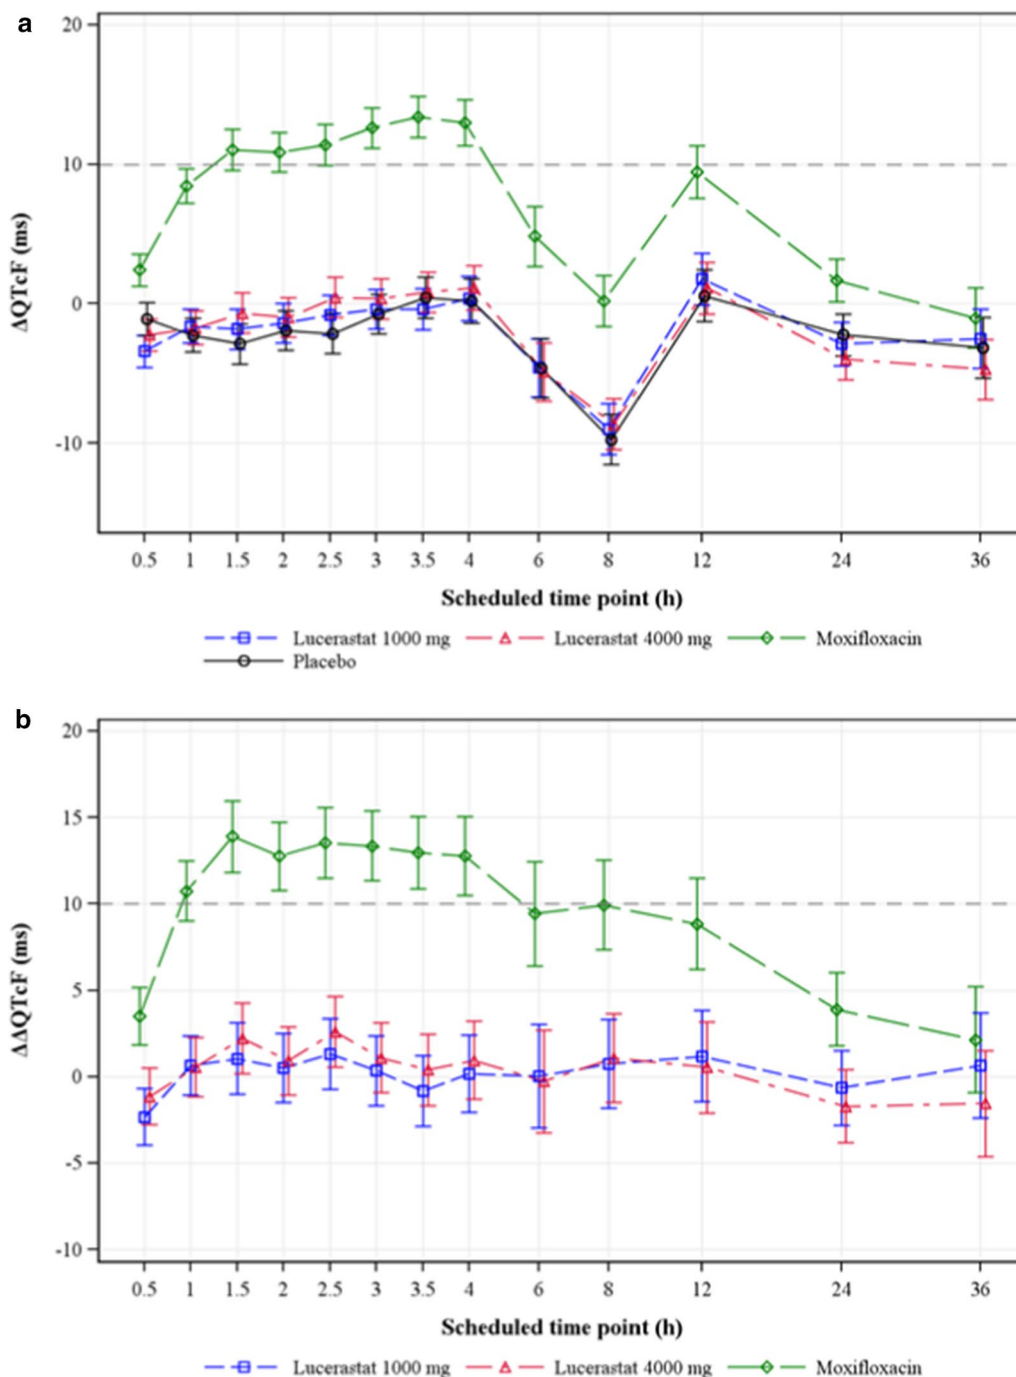 a
ΔQTcF (ms)
20
10
0
-10
0.5 1 1.5 2 2.5 3 3.5 4 6 8 12 24 36
Scheduled time point (h)
Lucerastat 1000 mg Lucerastat 4000 mg Moxifloxacin
Placebo
b
ΔΔQTcF (ms)
20
15
10
5
0
-5
-10
0.5 1 1.5 2 2.5 3 3.5 4 6 8 12 24 36
Scheduled time point (h)
Lucerastat 1000 mg Lucerastat 4000 mg Moxifloxacin